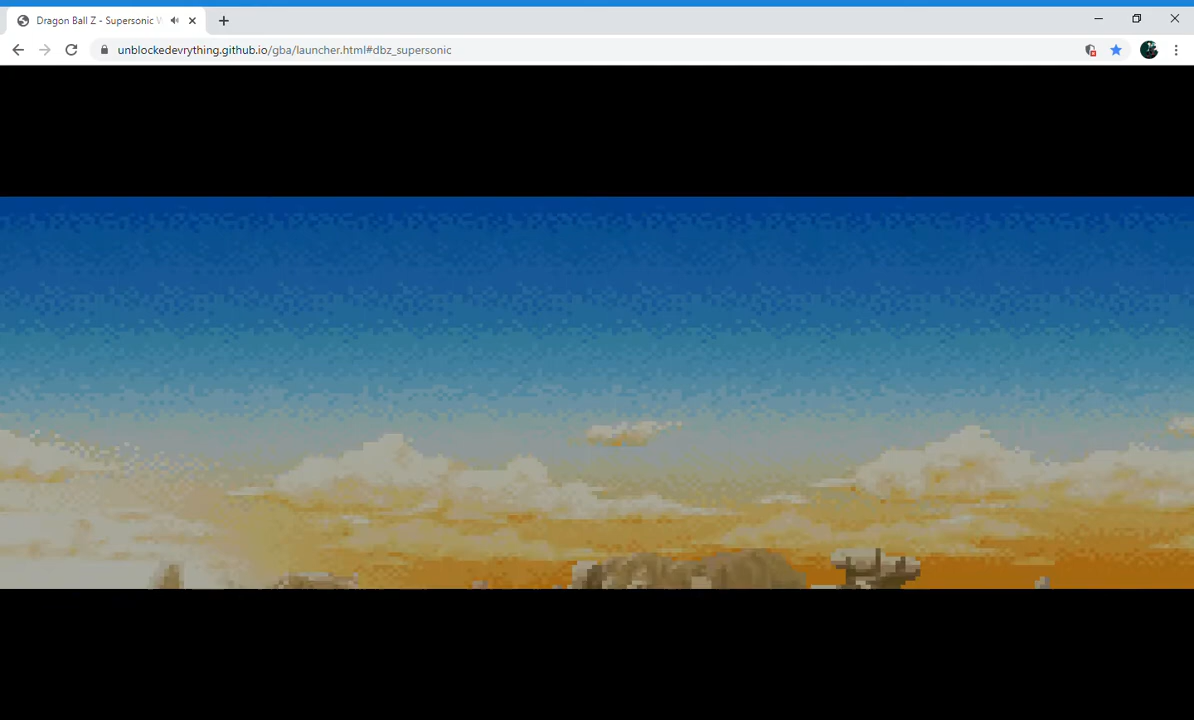 Dragon Ball Z - Supersonic
unblockedevrything.github.io/gba/launcher.html#dbz_supersonic